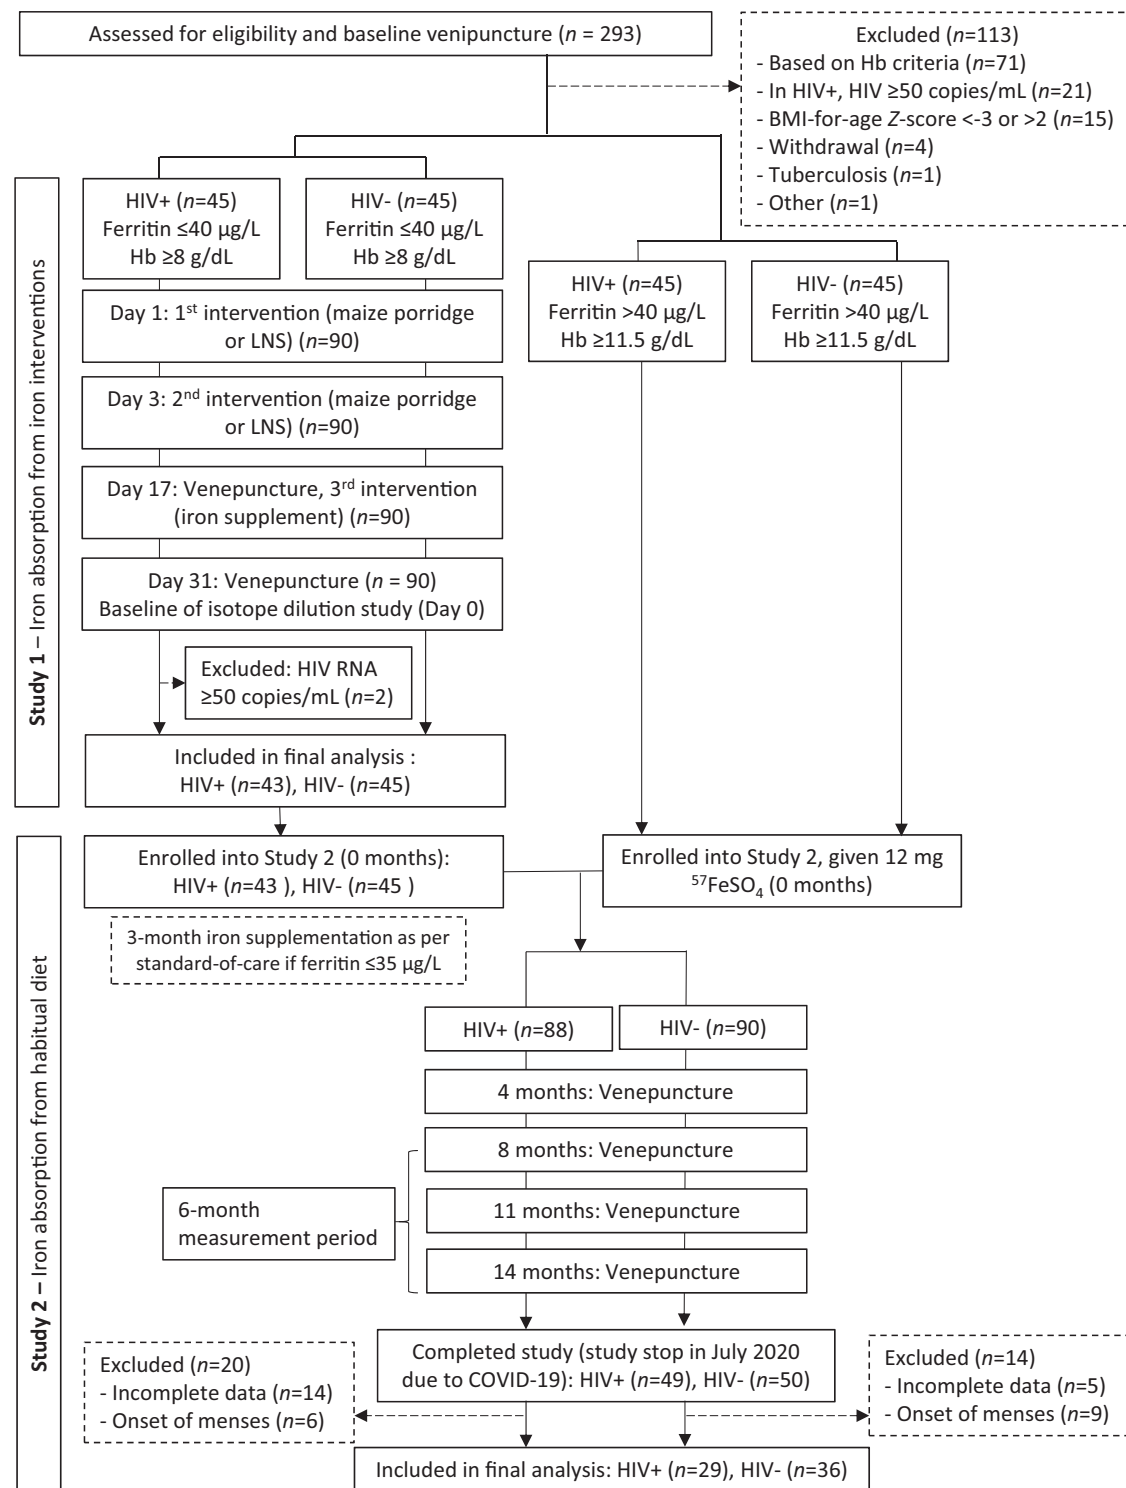 Assessed for eligibility and baseline venipuncture (n = 293)
Excluded (n=113)
- Based on Hb criteria (n=71)
- In HIV+, HIV ≥50 copies/mL (n=21)
- BMI-for-age Z-score <-3 or >2 (n=15)
- Withdrawal (n=4)
- Tuberculosis (n=1)
- Other (n=1)
Study 1 – Iron absorption from iron interventions
HIV+ (n=45)
Ferritin ≤40 µg/L
Hb ≥8 g/dL
HIV- (n=45)
Ferritin ≤40 µg/L
Hb ≥8 g/dL
HIV+ (n=45)
Ferritin >40 µg/L
Hb ≥11.5 g/dL
HIV- (n=45)
Ferritin >40 µg/L
Hb ≥11.5 g/dL
Day 1: 1st intervention (maize porridge
or LNS) (n=90)
Day 3: 2nd intervention (maize porridge
or LNS) (n=90)
Day 17: Venepuncture, 3rd intervention
(iron supplement) (n=90)
Day 31: Venepuncture (n = 90)
Baseline of isotope dilution study (Day 0)
Excluded: HIV RNA
≥50 copies/mL (n=2)
Included in final analysis :
HIV+ (n=43), HIV- (n=45)
Study 2 – Iron absorption from habitual diet
Enrolled into Study 2 (0 months):
HIV+ (n=43 ), HIV- (n=45 )
Enrolled into Study 2, given 12 mg
57FeSO4 (0 months)
3-month iron supplementation as per
standard-of-care if ferritin ≤35 µg/L
HIV+ (n=88)
HIV- (n=90)
4 months: Venepuncture
8 months: Venepuncture
6-month
measurement period
11 months: Venepuncture
14 months: Venepuncture
Completed study (study stop in July 2020
due to COVID-19): HIV+ (n=49), HIV- (n=50)
Excluded (n=20)
- Incomplete data (n=14)
- Onset of menses (n=6)
Excluded (n=14)
- Incomplete data (n=5)
- Onset of menses (n=9)
Included in final analysis: HIV+ (n=29), HIV- (n=36)